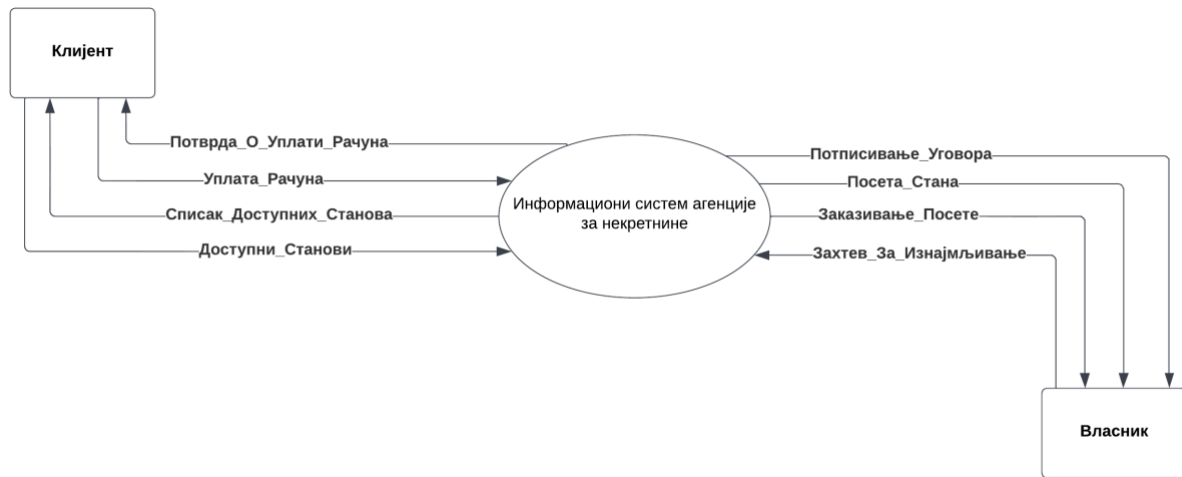 Клијент
Потврда_О_Уплати_Рачуна
Уплата_Рачуна
Списак_Доступних_Станова
Доступни_Станови
Информациони систем агенције
за некретнине
Потписивање_Уговора
Посета_Стана
Заказивање_Посете
Захтев_За_Изнајмљивање
Власник